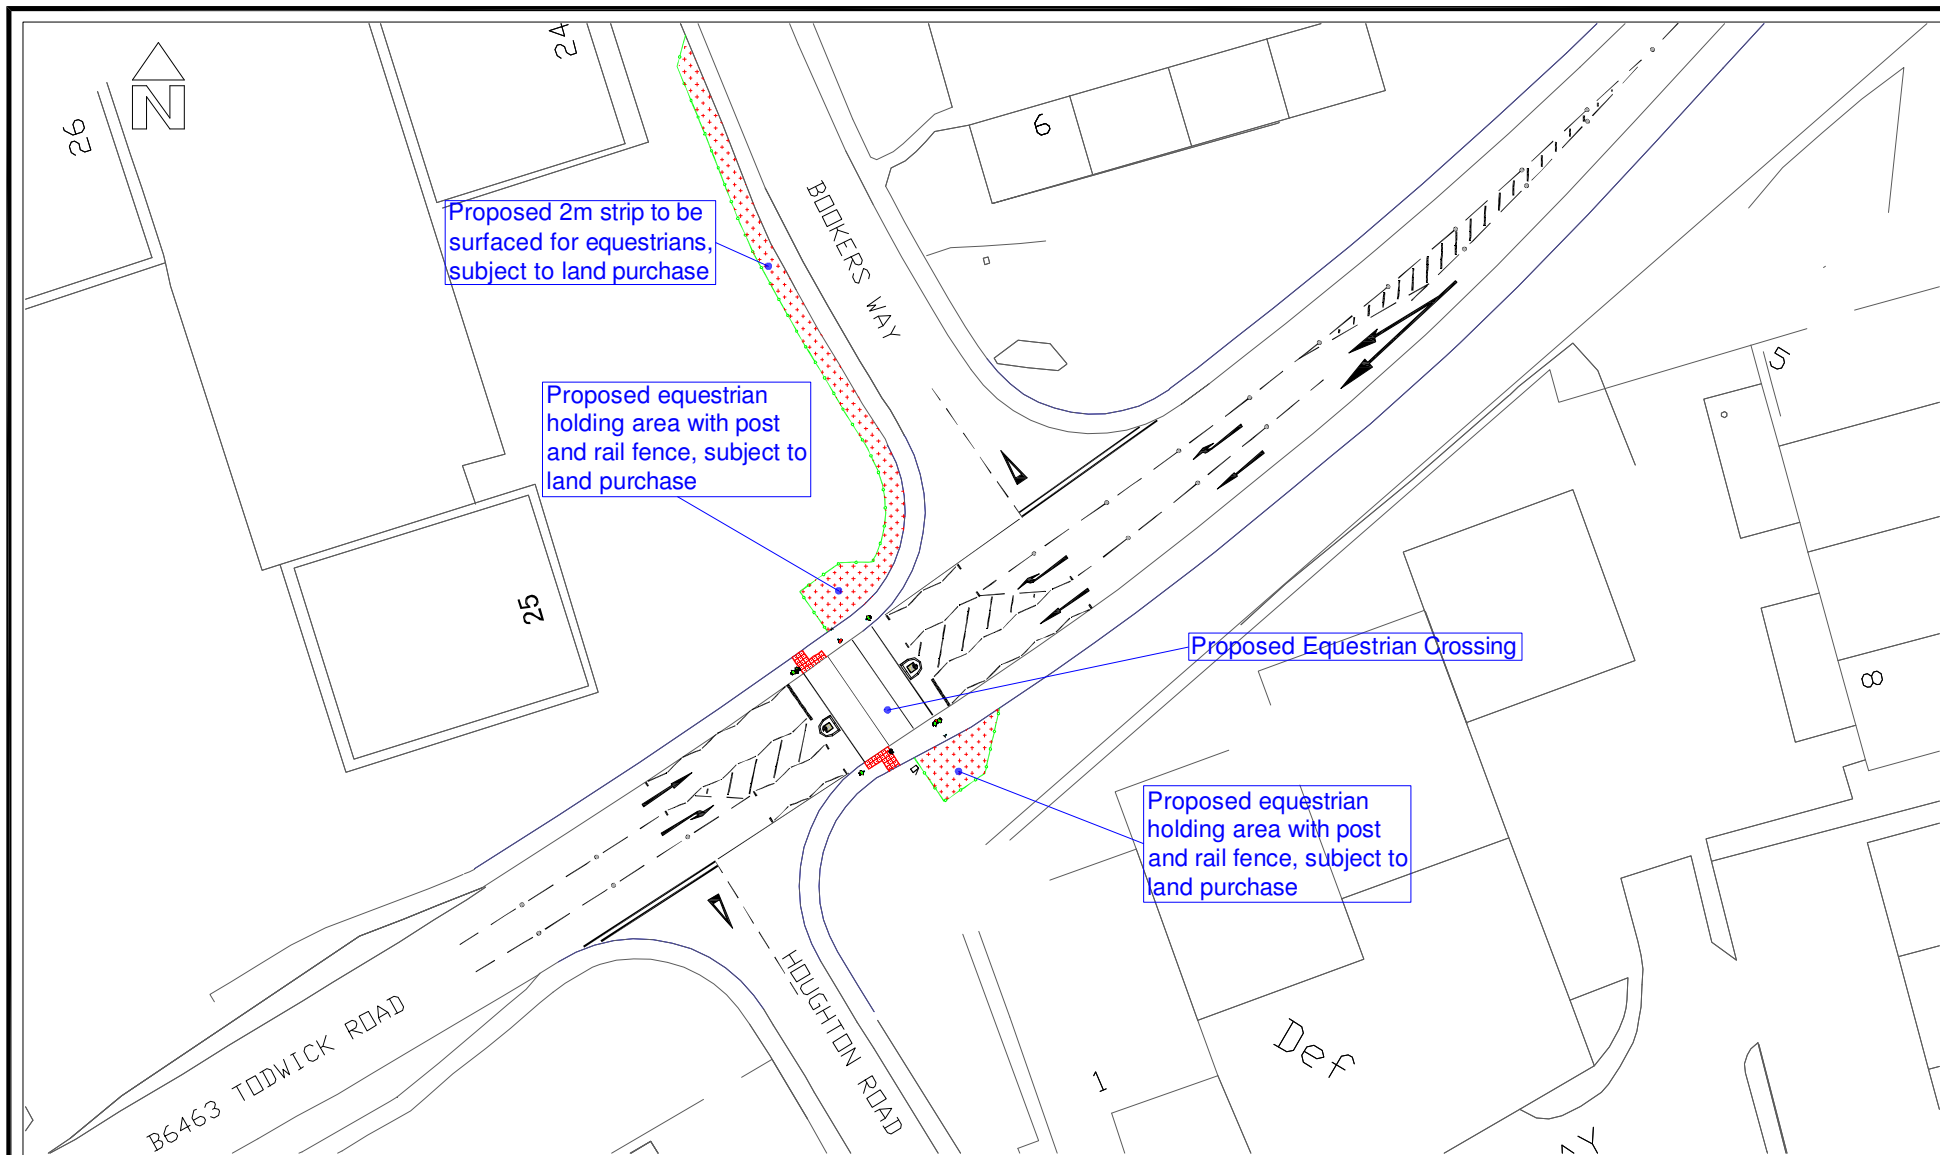 24
N
26
6
BOOKERS WAY
Proposed 2m strip to be
surfaced for equestrians,
subject to land purchase
5
Proposed equestrian
holding area with post
and rail fence, subject to
land purchase
25
Proposed Equestrian Crossing
8
Proposed equestrian
holding area with post
and rail fence, subject to
land purchase
HOUGHTON ROAD
B6463 TODWICK ROAD
Def
1
AY